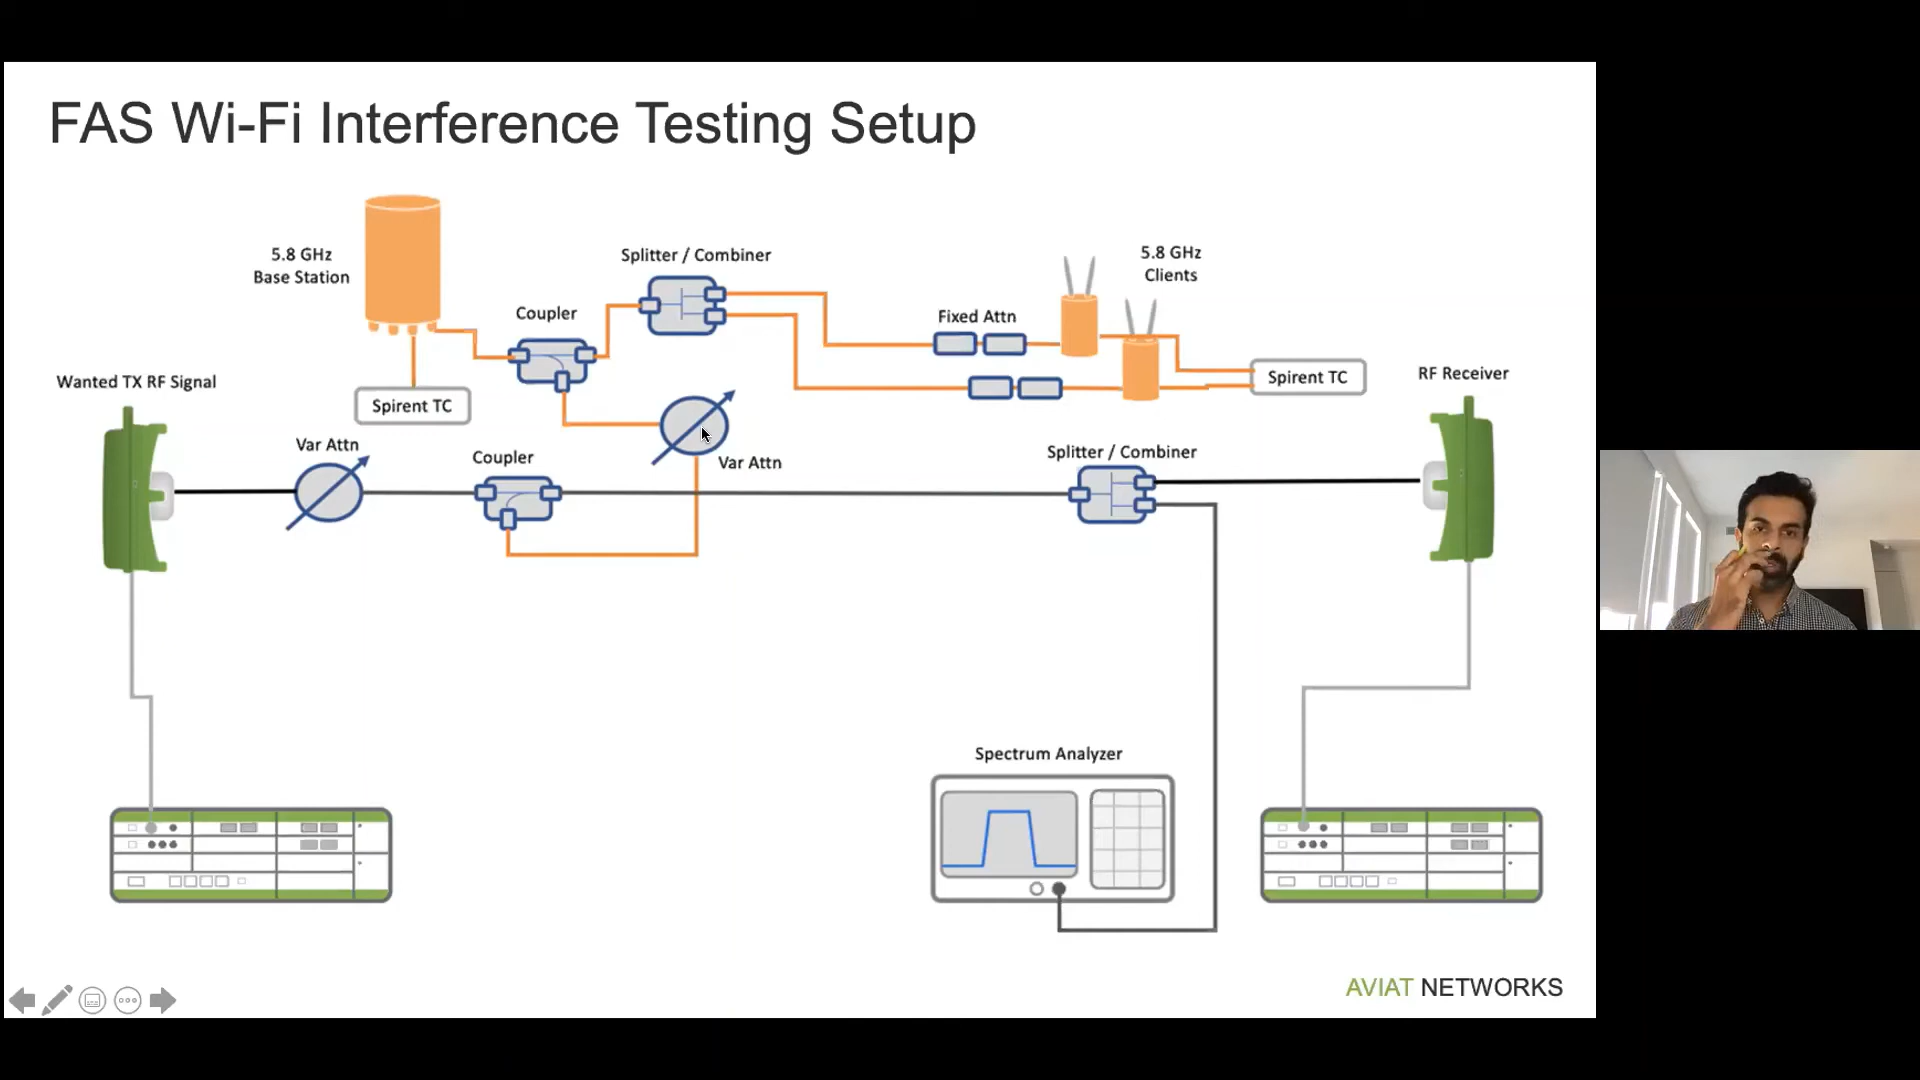 FAS Wi-Fi Interference Testing Setup
5.8 GHz
Base Station
Splitter / Combiner
5.8 GHz
Clients
Coupler
Fixed Attn
Wanted TX RF Signal
Spirent TC
Spirent TC
RF Receiver
Var Attn
Coupler
Var Attn
Splitter / Combiner
Spectrum Analyzer
AVIAT NETWORKS